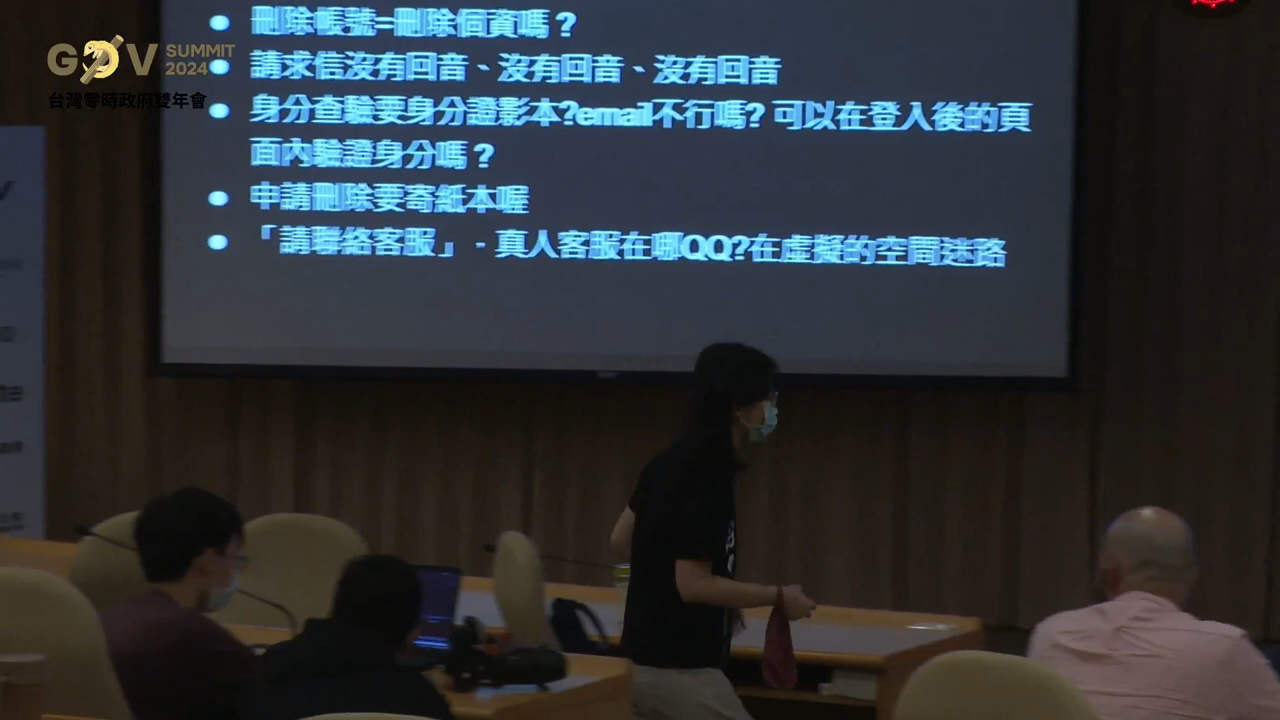 刪除帳號=刪除個資嗎？
請求信沒有回音、沒有回音、沒有回音
身分查驗要身分證影本?email不行嗎? 可以在登入後的頁
面內驗證身分嗎？
申請刪除要寄紙本喔
「請聯絡客服」- 真人客服在哪QQ?在虛擬的空間迷路
G0V SUMMIT
2024
台灣零時政府雙年會